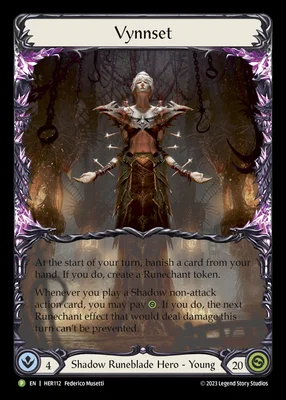 Vynnset
At the start of your turn, banish a card from your
hand. If you do, create a Runechant token.
Whenever you play a Shadow non-attack
action card, you may pay. If you do, the next
Runechant effect that would deal damage this
turn can't be prevented.
4 Shadow Runeblade Hero - Young 20
P EN | HER112 Federico Musetti © 2023 Legend Story Studios